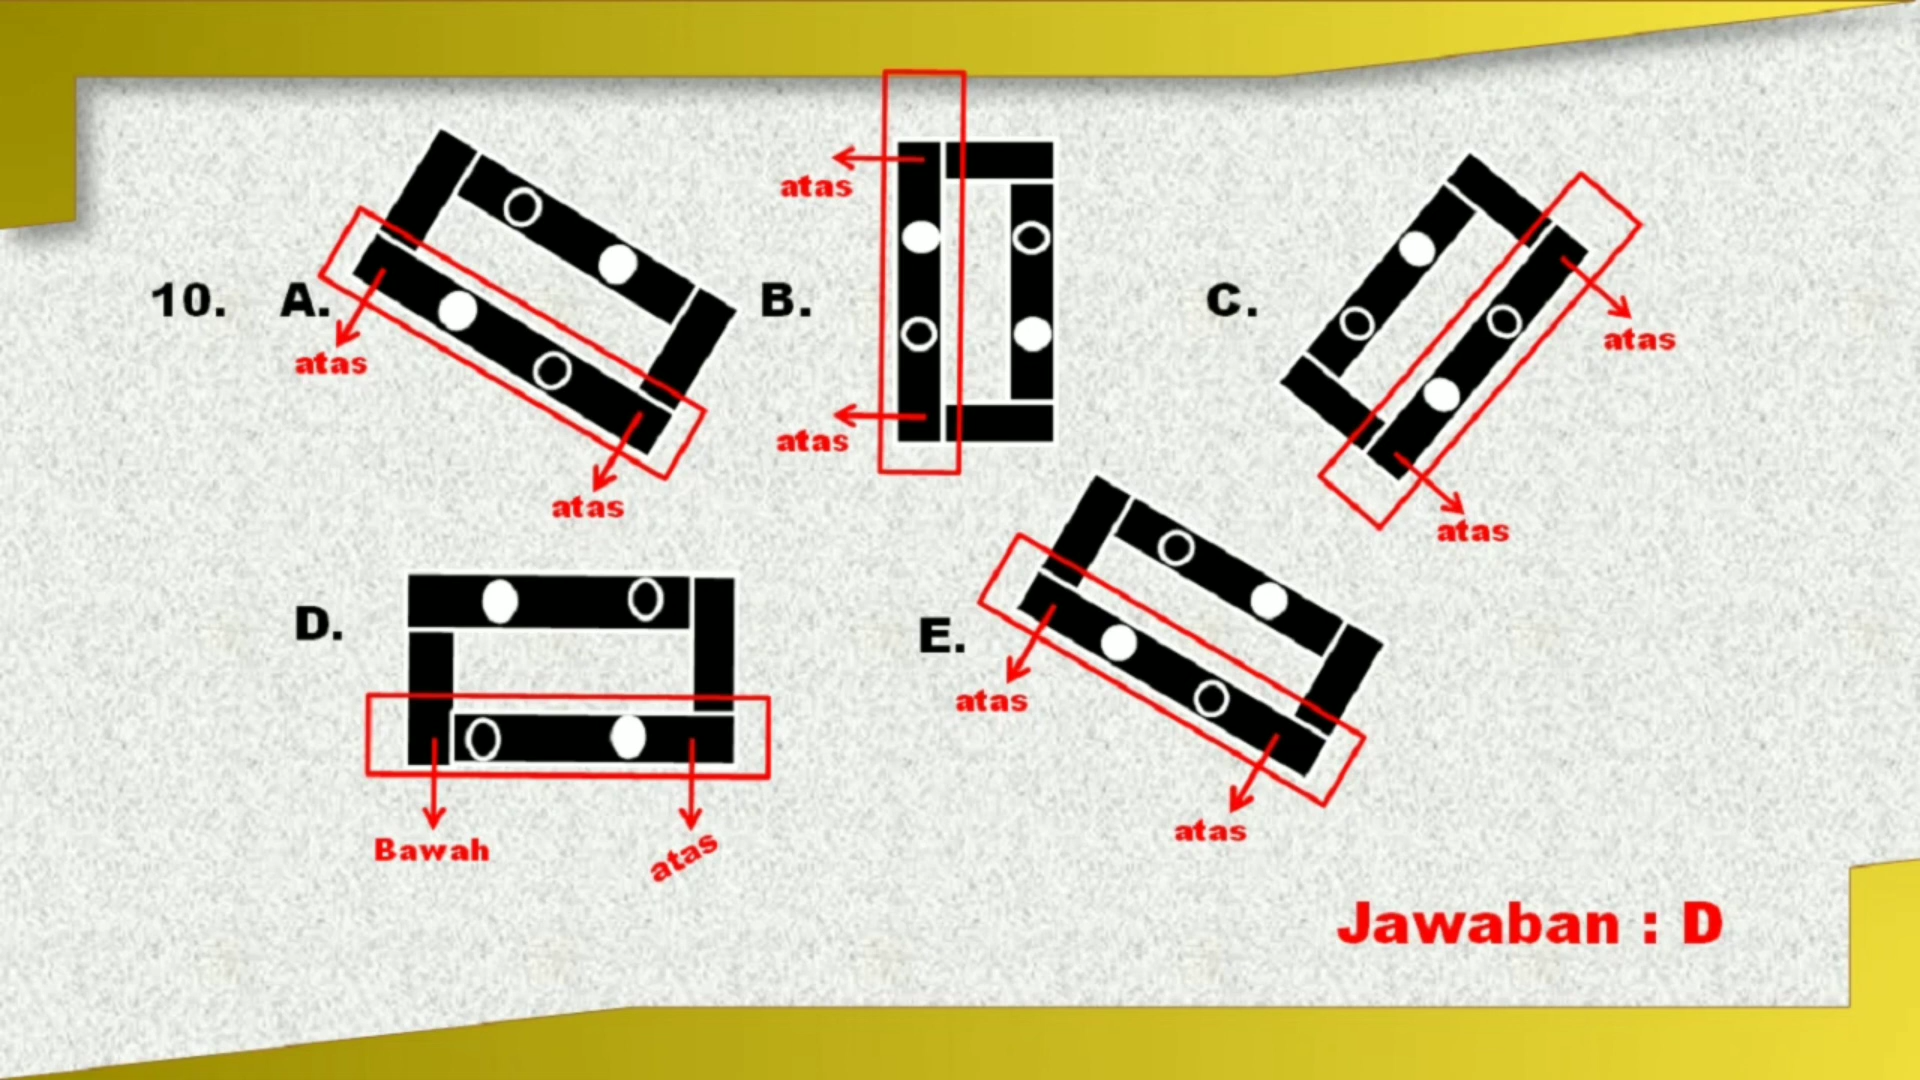 10. A.
atas
atas
B.
atas
atas
C.
atas
atas
D.
Bawah
atas
E.
atas
atas
Jawaban : D